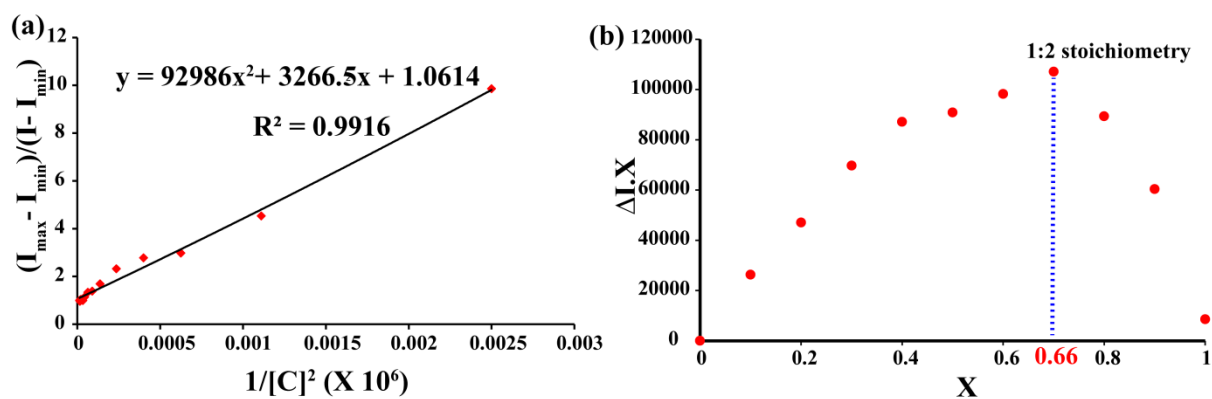 (a)
y = 92986x² + 3266.5x + 1.0614
R² = 0.9916
(Iₘₐₓ - Iₘᵢₙ)/(I- Iₘᵢₙ)
12
10
8
6
4
2
0
0 0.0005 0.001 0.0015 0.002 0.0025 0.003
1/[C]² (X 10⁶)
(b)
1:2 stoichiometry
ΔI.X
120000
100000
80000
60000
40000
20000
0
0 0.2 0.4 0.6 0.66 0.8 1
X